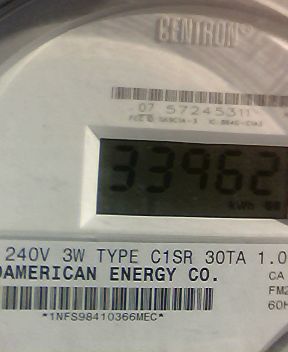 CENTRON®
07 57245311
33962
kWh
240V 3W TYPE C1SR 30TA 1.0
DAMERICAN ENERGY CO.
CA
FM2
60H
*1NFS98410366MEC*